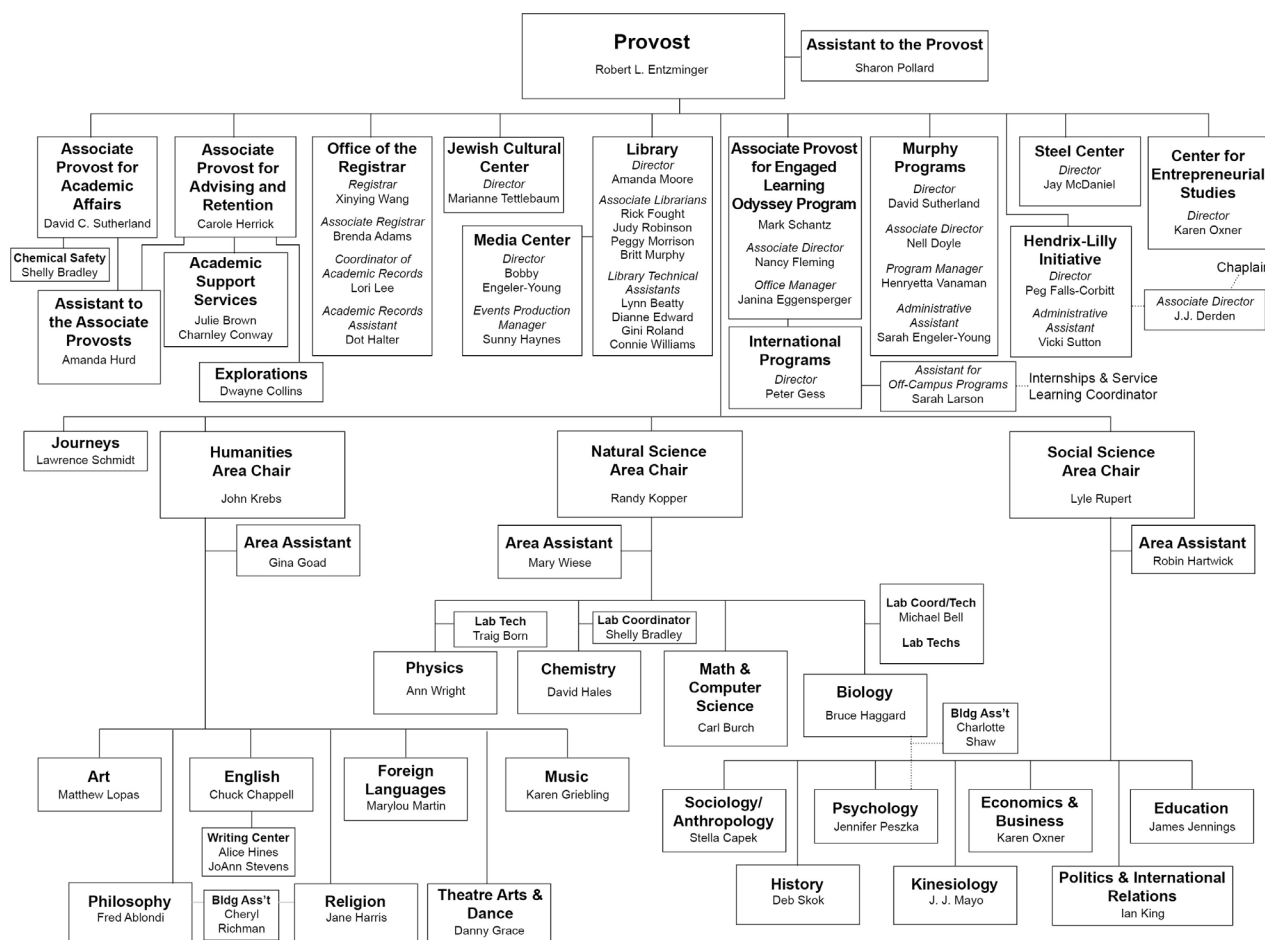 Provost
Robert L. Entzminger
Assistant to the Provost
Sharon Pollard
Associate
Provost for
Academic
Affairs
David C. Sutherland
Chemical Safety
Shelly Bradley
Assistant to
the Associate
Provosts
Amanda Hurd
Associate
Provost for
Advising and
Retention
Carole Herrick
Academic
Support
Services
Julie Brown
Charnley Conway
Explorations
Dwayne Collins
Office of the
Registrar
Registrar
Xinying Wang
Associate Registrar
Brenda Adams
Coordinator of
Academic Records
Lori Lee
Academic Records
Assistant
Dot Halter
Jewish Cultural
Center
Director
Marianne Tettlebaum
Media Center
Director
Bobby
Engeler-Young
Events Production
Manager
Sunny Haynes
Library
Director
Amanda Moore
Associate Librarians
Rick Fought
Judy Robinson
Peggy Morrison
Britt Murphy
Library Technical
Assistants
Lynn Beatty
Dianne Edward
Gini Roland
Connie Williams
Associate Provost
for Engaged
Learning
Odyssey Program
Mark Schantz
Associate Director
Nancy Fleming
Office Manager
Janina Eggensperger
International
Programs
Director
Peter Gess
Assistant for
Off-Campus Programs
Sarah Larson
Internships & Service
Learning Coordinator
Murphy
Programs
Director
David Sutherland
Associate Director
Nell Doyle
Program Manager
Henryetta Vanaman
Administrative
Assistant
Sarah Engeler-Young
Steel Center
Director
Jay McDaniel
Hendrix-Lilly
Initiative
Director
Peg Falls-Corbitt
Administrative
Assistant
Vicki Sutton
Chaplain
Associate Director
J.J. Derden
Center for
Entrepreneurial
Studies
Director
Karen Oxner
Journeys
Lawrence Schmidt
Humanities
Area Chair
John Krebs
Area Assistant
Gina Goad
Natural Science
Area Chair
Randy Kopper
Area Assistant
Mary Wiese
Social Science
Area Chair
Lyle Rupert
Area Assistant
Robin Hartwick
Lab Tech
Traig Born
Physics
Ann Wright
Lab Coordinator
Shelly Bradley
Chemistry
David Hales
Math &
Computer
Science
Carl Burch
Lab Coord/Tech
Michael Bell
Lab Techs
Biology
Bruce Haggard
Bldg Ass't
Charlotte
Shaw
Art
Matthew Lopas
English
Chuck Chappell
Writing Center
Alice Hines
JoAnn Stevens
Foreign
Languages
Marylou Martin
Music
Karen Griebling
Philosophy
Fred Ablondi
Bldg Ass't
Cheryl
Richman
Religion
Jane Harris
Theatre Arts &
Dance
Danny Grace
Sociology/
Anthropology
Stella Capek
Psychology
Jennifer Peszka
Economics &
Business
Karen Oxner
Education
James Jennings
History
Deb Skok
Kinesiology
J. J. Mayo
Politics & International
Relations
Ian King